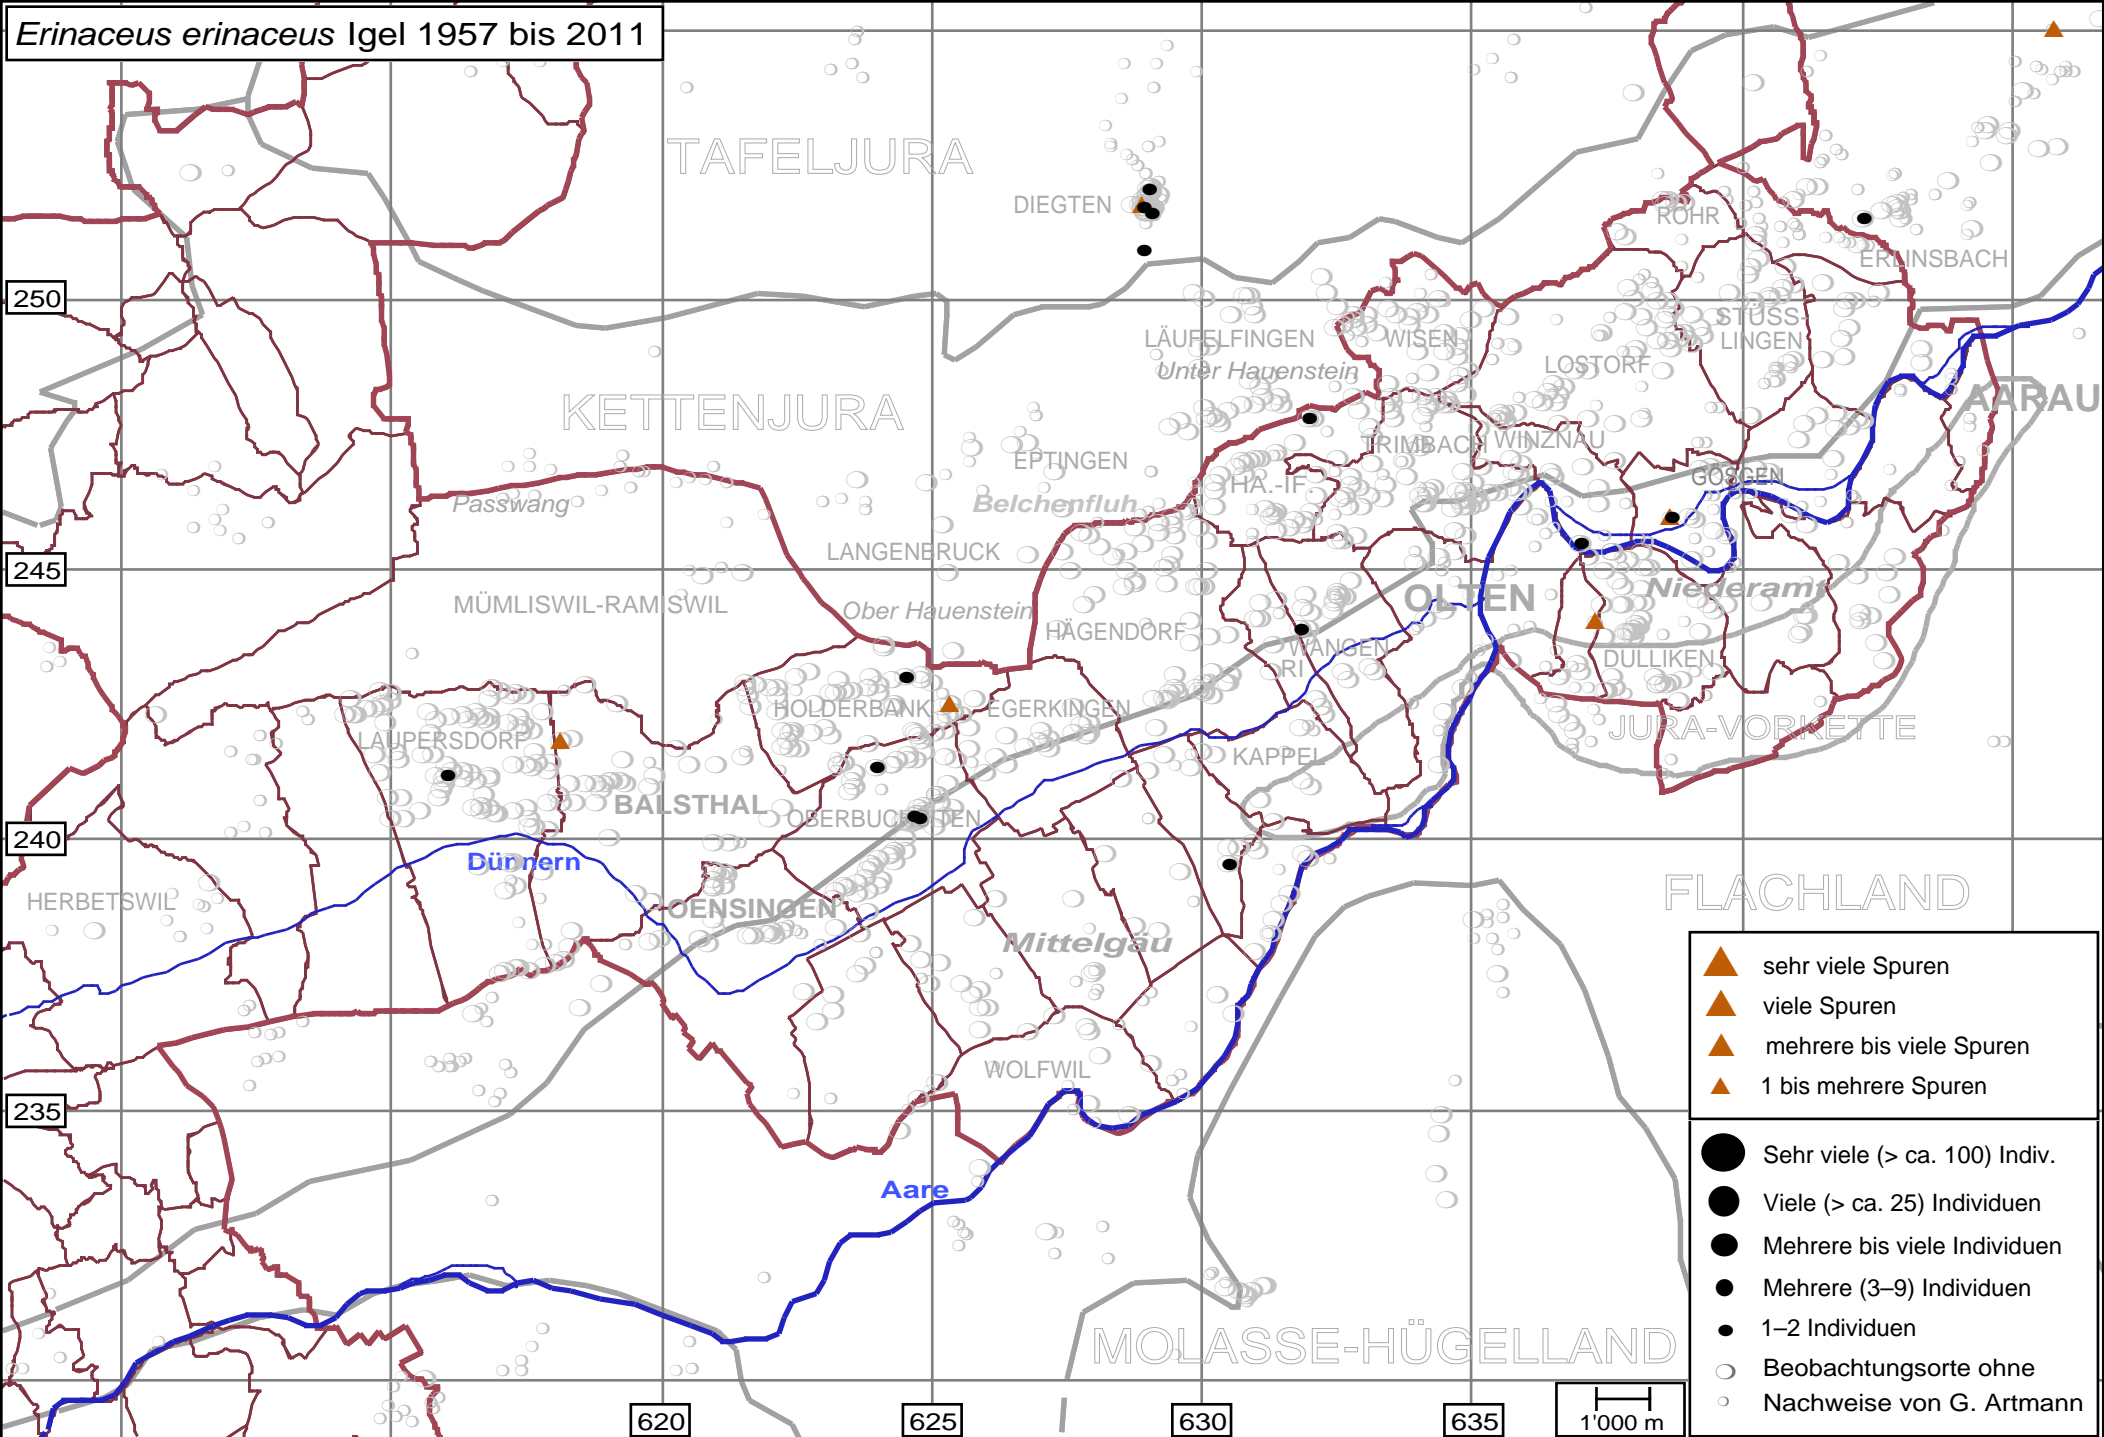 Erinaceus erinaceus Igel 1957 bis 2011
TAFELJURA
DIEGTEN
ROHR
ERLINSBACH
250
STÜSS-
LINGEN
LÄUFELFINGEN
WISEN
Unter Hauenstein
LOSTORF
AARAU
KETTENJURA
TRIMBACH
WINZNAU
EPTINGEN
GÖSGEN
HA.-IF.
Passwang
Belchenfluh
LANGENBRUCK
245
Niederamt
MÜMLISWIL-RAMISWIL
OLTEN
Ober Hauenstein
HÄGENDORF
WANGEN
RI
DULLIKEN
HOLDERBANK
EGERKINGEN
JURA-VORKETTE
LAUPERSDORF
KAPPEL
BALSTHAL
OBERBUCHSITEN
240
Dünnern
HERBETSWIL
OENSINGEN
FLACHLAND
Mittelgäu
sehr viele Spuren
viele Spuren
mehrere bis viele Spuren
WOLFWIL
1 bis mehrere Spuren
235
Sehr viele (> ca. 100) Indiv.
Aare
Viele (> ca. 25) Individuen
Mehrere bis viele Individuen
Mehrere (3–9) Individuen
1–2 Individuen
MOLASSE-HÜGELLAND
Beobachtungsorte ohne
Nachweise von G. Artmann
620
625
630
635
1'000 m